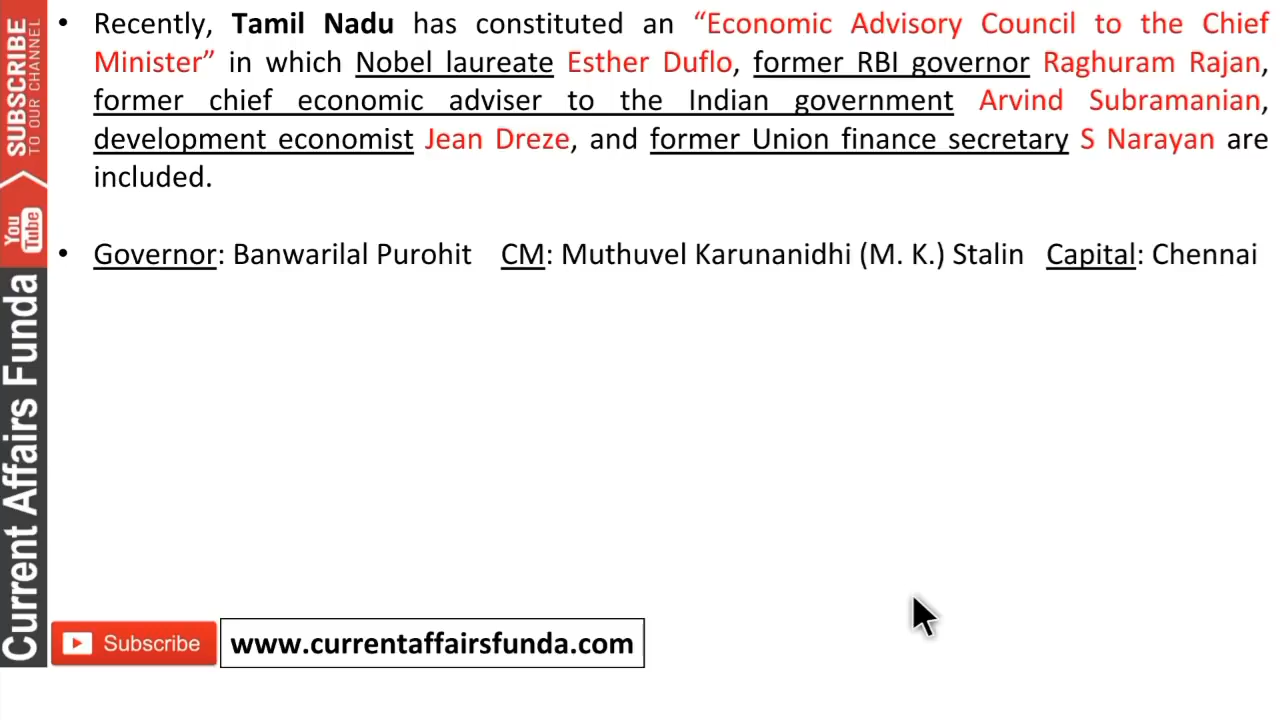 • Recently, Tamil Nadu has constituted an “Economic Advisory Council to the Chief
Minister” in which Nobel laureate Esther Duflo, former RBI governor Raghuram Rajan,
former chief economic adviser to the Indian government Arvind Subramanian,
development economist Jean Dreze, and former Union finance secretary S Narayan are
included.
• Governor: Banwarilal Purohit CM: Muthuvel Karunanidhi (M. K.) Stalin Capital: Chennai
SUBSCRIBE
TO OUR CHANNEL
You
Tube
Current Affairs Funda
Subscribe
www.currentaffairsfunda.com